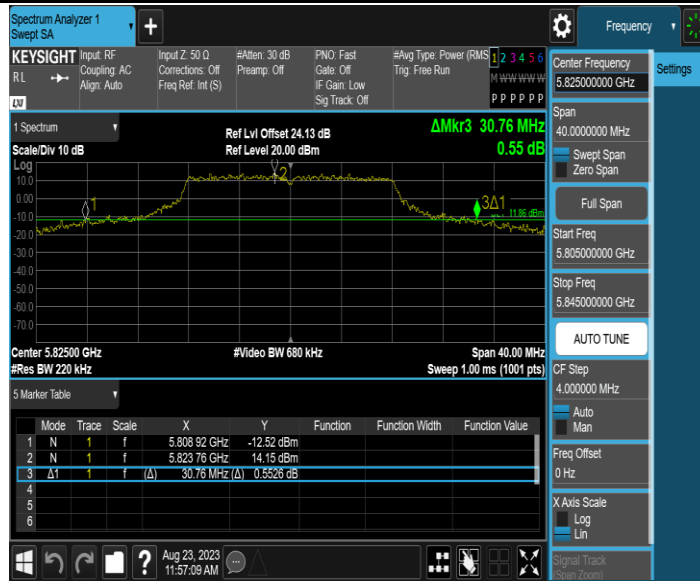 Spectrum Analyzer 1
Swept SA
+
Frequency
KEYSIGHT Input: RF Input Z: 50 Ω #Atten: 30 dB PNO: Fast #Avg Type: Power (RMS 1 2 3 4 5 6
RL Coupling: AC Corrections: Off Preamp: Off Gate: Off Trig: Free Run M W W W W W
Align: Auto Freq Ref: Int (S) IF Gain: Low
LXI Sig Track: Off P P P P P P
Center Frequency
5.825000000 GHz
Settings
Span
40.0000000 MHz
Swept Span
Zero Span
Full Span
Start Freq
5.805000000 GHz
Stop Freq
5.845000000 GHz
AUTO TUNE
CF Step
4.000000 MHz
Auto
Man
Freq Offset
0 Hz
X Axis Scale
Log
Lin
Signal Track
(Span Zoom)
1 Spectrum
Ref Lvl Offset 24.13 dB
ΔMkr3 30.76 MHz
Scale/Div 10 dB
Ref Level 20.00 dBm
0.55 dB
Log
10.0
0.00
-10.0
-20.0
-30.0
-40.0
-50.0
-60.0
-70.0
1
2
3Δ1
11.86 dBm
Center 5.82500 GHz #Video BW 680 kHz Span 40.00 MHz
#Res BW 220 kHz Sweep 1.00 ms (1001 pts)
5 Marker Table
Mode Trace Scale X Y Function Function Width Function Value
1 N 1 f 5.808 92 GHz -12.52 dBm
2 N 1 f 5.823 76 GHz 14.15 dBm
3 Δ1 1 f (Δ) 30.76 MHz (Δ) 0.5526 dB
4
5
6
?
Aug 23, 2023
11:57:09 AM